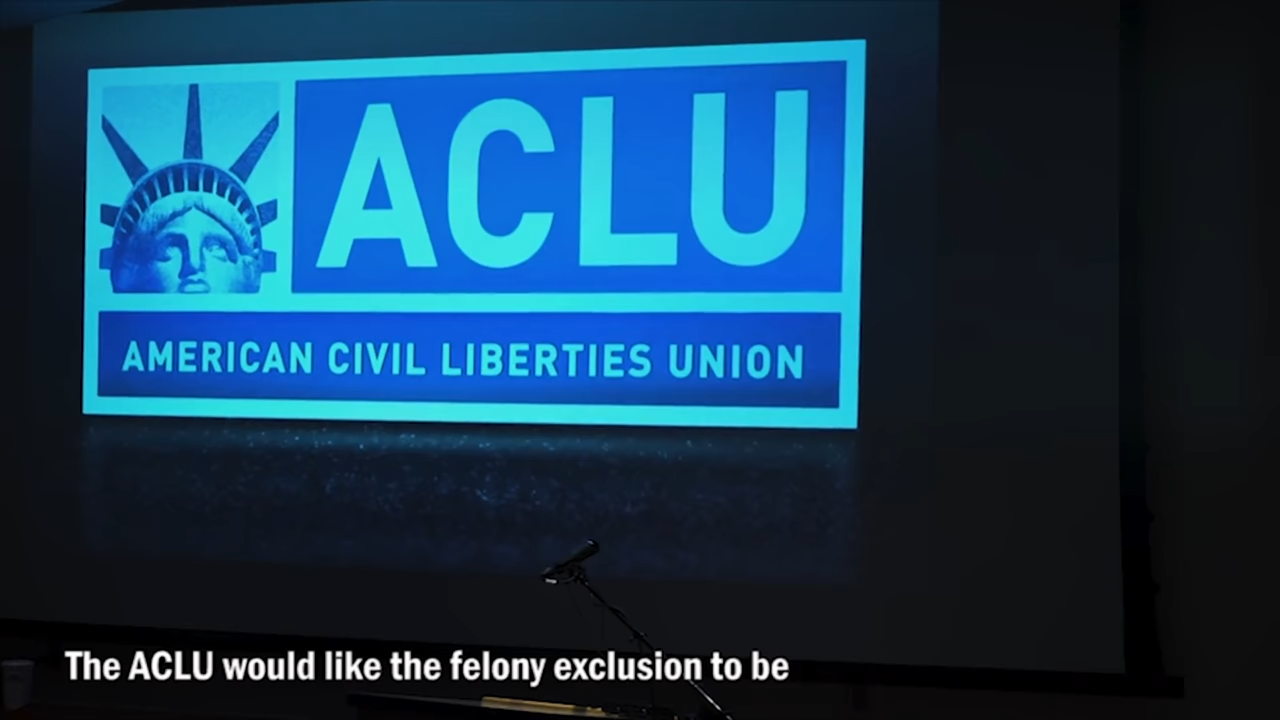 ACLU
AMERICAN CIVIL LIBERTIES UNION
The ACLU would like the felony exclusion to be